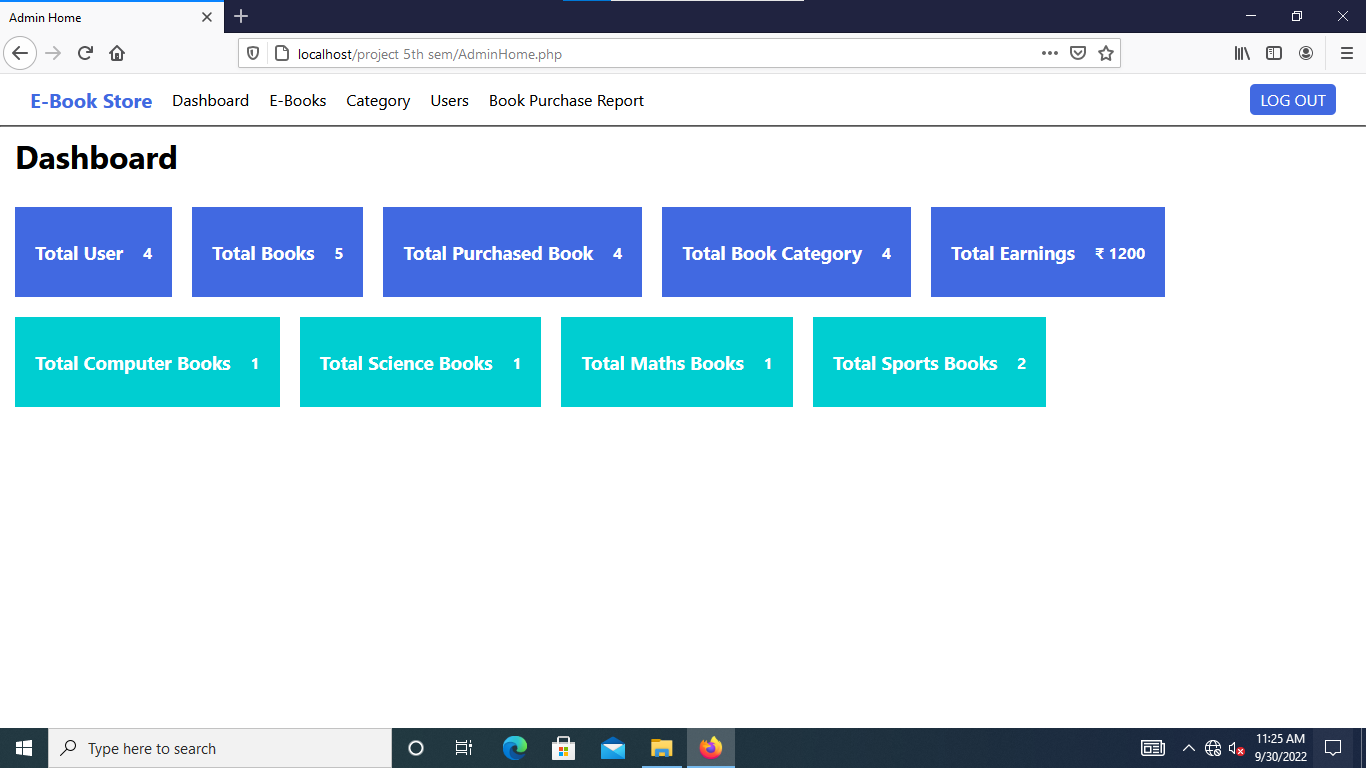 Admin Home
localhost/project 5th sem/AdminHome.php
E-Book Store Dashboard E-Books Category Users Book Purchase Report LOG OUT
Dashboard
Total User 4 Total Books 5 Total Purchased Book 4 Total Book Category 4 Total Earnings ₹ 1200
Total Computer Books 1 Total Science Books 1 Total Maths Books 1 Total Sports Books 2
Type here to search
11:25 AM
9/30/2022